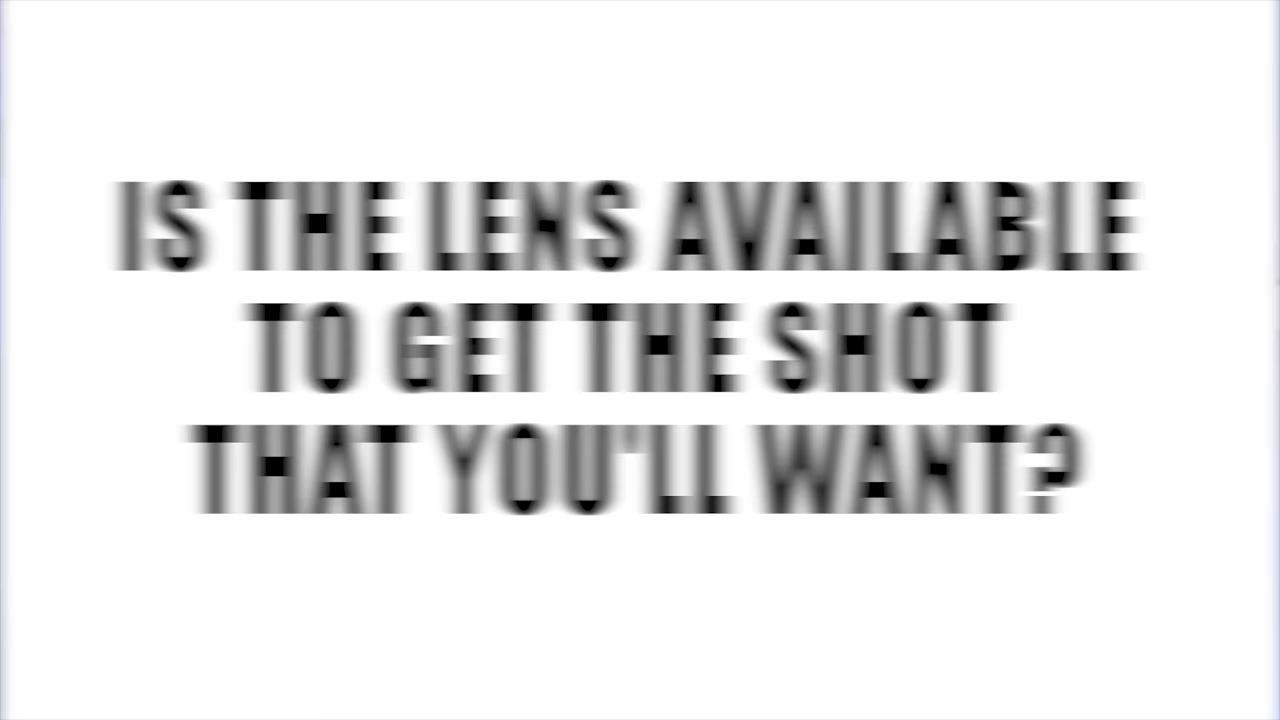 IS THE LENS AVAILABLE
TO GET THE SHOT
THAT YOU'LL WANT?